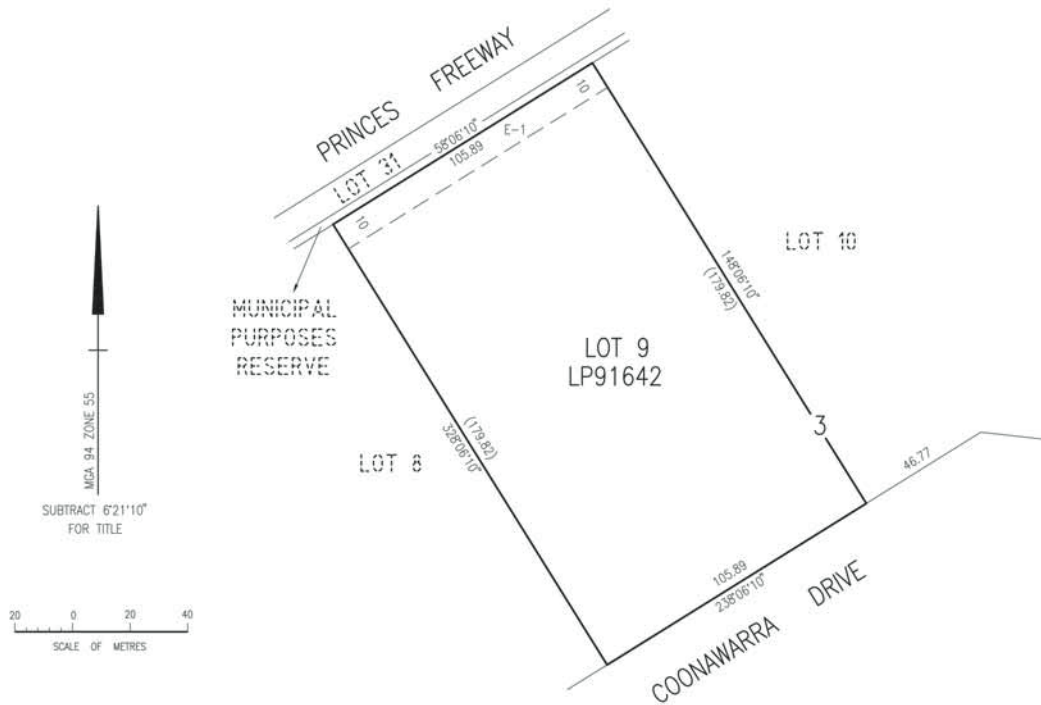 PRINCES FREEWAY
LOT 31
58°06'10"
105.89
E-1
10
10
MUNICIPAL
PURPOSES
RESERVE
LOT 10
148°06'10"
(179.82)
LOT 9
LP91642
3
(179.82)
328°06'10"
LOT 8
46.77
105.89
238°06'10"
COONAWARRA DRIVE
MGA 94 ZONE 55
SUBTRACT 6°21'10"
FOR TITLE
20 0 20 40
SCALE OF METRES